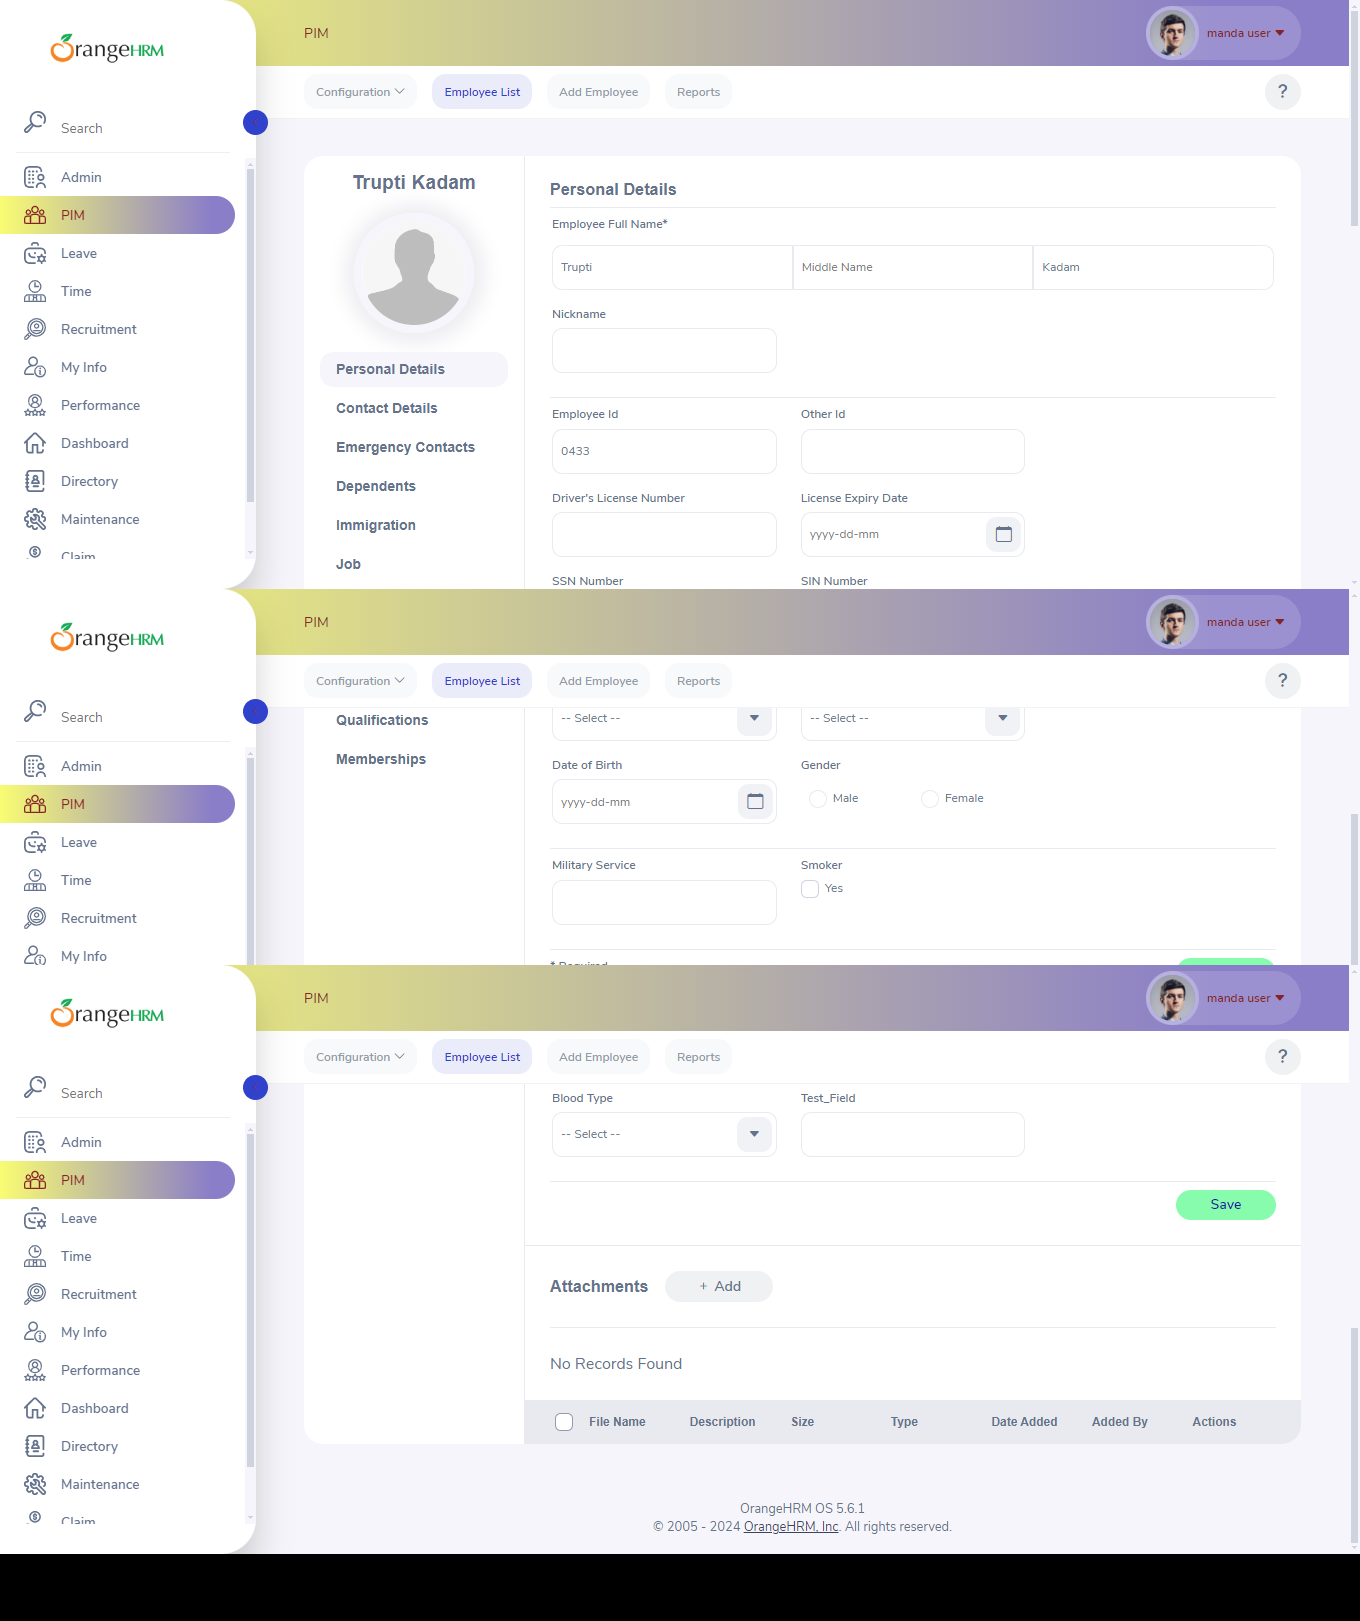 OrangeHRM
PIM
manda user
Configuration
Employee List
Add Employee
Reports
?
Search
Admin
PIM
Leave
Time
Recruitment
My Info
Performance
Dashboard
Directory
Maintenance
Claim
Trupti Kadam
Personal Details
Contact Details
Emergency Contacts
Dependents
Immigration
Job
Personal Details
Employee Full Name*
Trupti
Middle Name
Kadam
Nickname
Employee Id
Other Id
0433
Driver's License Number
License Expiry Date
yyyy-dd-mm
SSN Number
SIN Number
OrangeHRM
PIM
manda user
Configuration
Employee List
Add Employee
Reports
?
Search
Admin
PIM
Leave
Time
Recruitment
My Info
Qualifications
Memberships
-- Select --
-- Select --
Date of Birth
Gender
yyyy-dd-mm
Male
Female
Military Service
Smoker
Yes
* Required
OrangeHRM
PIM
manda user
Configuration
Employee List
Add Employee
Reports
?
Search
Admin
PIM
Leave
Time
Recruitment
My Info
Performance
Dashboard
Directory
Maintenance
Claim
Blood Type
Test_Field
-- Select --
Save
Attachments
+ Add
No Records Found
File Name
Description
Size
Type
Date Added
Added By
Actions
OrangeHRM OS 5.6.1
© 2005 - 2024 OrangeHRM, Inc. All rights reserved.